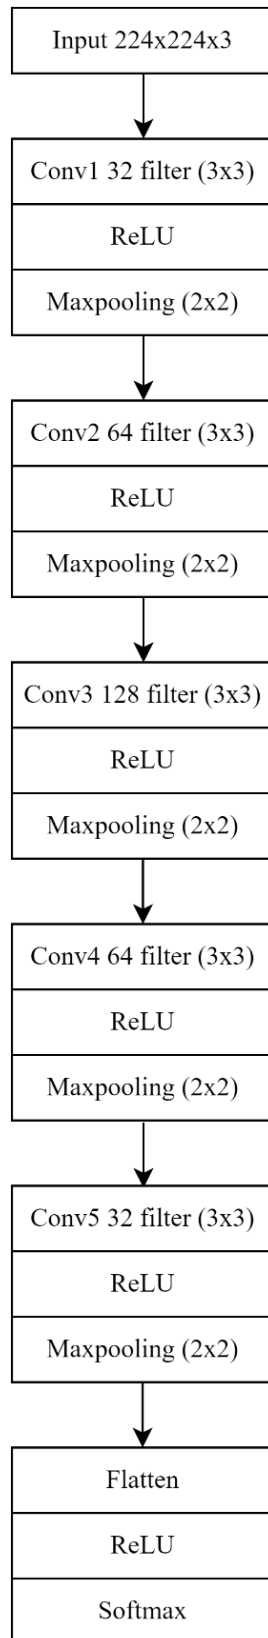 Input 224x224x3
Conv1 32 filter (3x3)
ReLU
Maxpooling (2x2)
Conv2 64 filter (3x3)
ReLU
Maxpooling (2x2)
Conv3 128 filter (3x3)
ReLU
Maxpooling (2x2)
Conv4 64 filter (3x3)
ReLU
Maxpooling (2x2)
Conv5 32 filter (3x3)
ReLU
Maxpooling (2x2)
Flatten
ReLU
Softmax